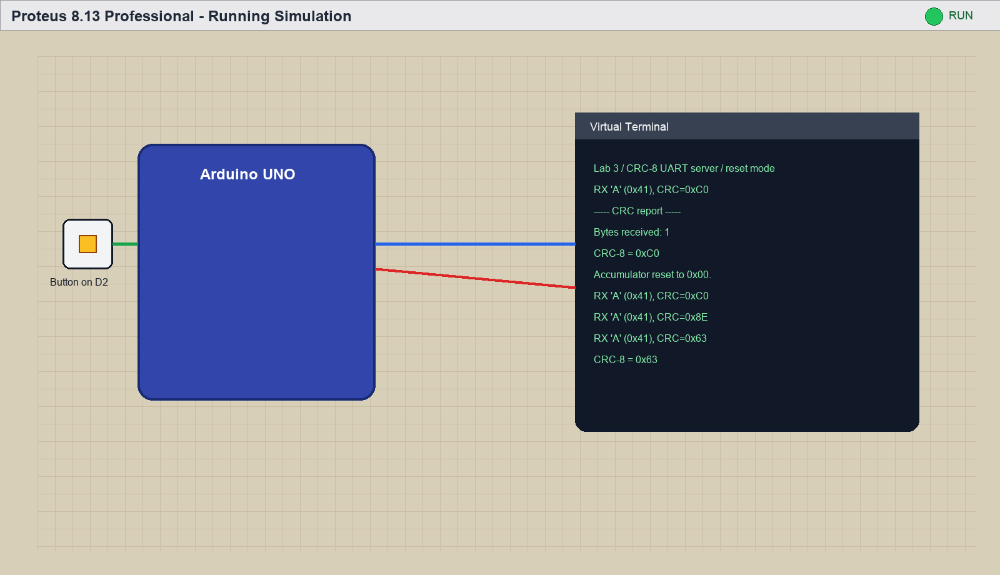 Proteus 8.13 Professional - Running Simulation
RUN
Virtual Terminal
Arduino UNO
Lab 3 / CRC-8 UART server / reset mode
RX 'A' (0x41), CRC=0xC0
----- CRC report -----
Bytes received: 1
CRC-8 = 0xC0
Accumulator reset to 0x00.
RX 'A' (0x41), CRC=0xC0
RX 'A' (0x41), CRC=0x8E
RX 'A' (0x41), CRC=0x63
CRC-8 = 0x63
Button on D2